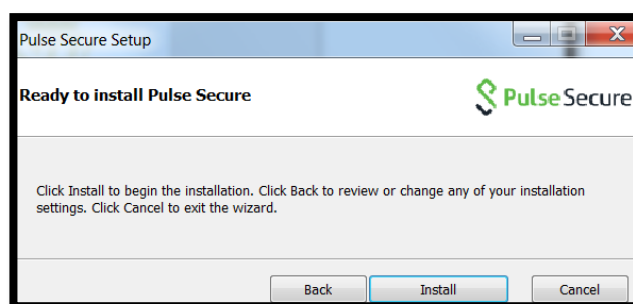 Pulse Secure Setup
Ready to install Pulse Secure
Pulse Secure
Click Install to begin the installation. Click Back to review or change any of your installation
settings. Click Cancel to exit the wizard.
Back Install Cancel